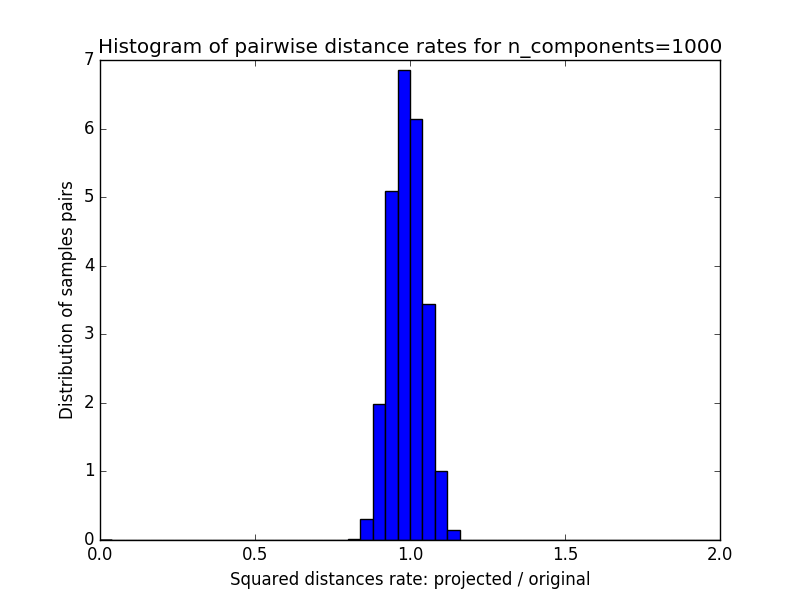 Histogram of pairwise distance rates for n_components=1000
7
6
5
4
3
2
1
0
Distribution of samples pairs
0.0 0.5 1.0 1.5 2.0
Squared distances rate: projected / original